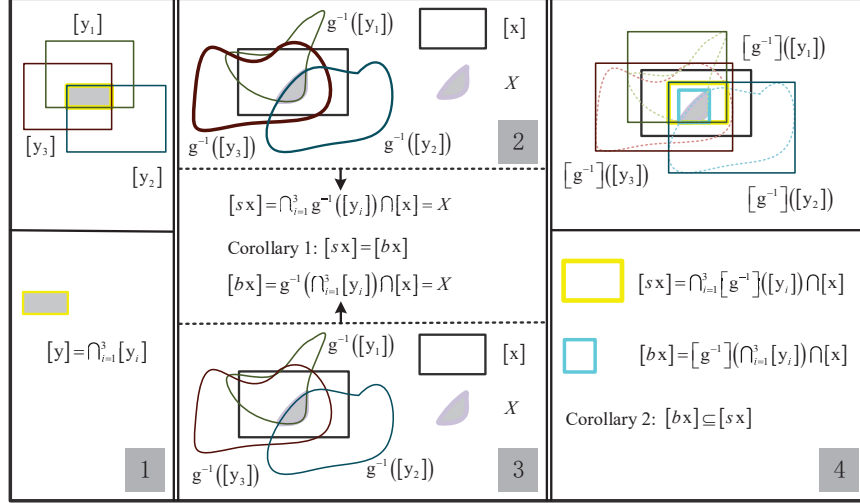 [y₁]
[y₃]
[y₂]
[y]=⋂³ᵢ₌₁[yᵢ]
1
g⁻¹([y₁])
[x]
X
g⁻¹([y₃])
g⁻¹([y₂])
2
[sx]=⋂³ᵢ₌₁g⁻¹([yᵢ])⋂[x]=X
Corollary 1: [sx]=[bx]
[bx]=g⁻¹(⋂³ᵢ₌₁[yᵢ])⋂[x]=X
g⁻¹([y₁])
[x]
X
g⁻¹([y₃])
g⁻¹([y₂])
3
[g⁻¹]([y₁])
[g⁻¹]([y₃])
[g⁻¹]([y₂])
[sx]=⋂³ᵢ₌₁[g⁻¹]([yᵢ])⋂[x]
[bx]=[g⁻¹](⋂³ᵢ₌₁[yᵢ])⋂[x]
Corollary 2: [bx]⊆[sx]
4